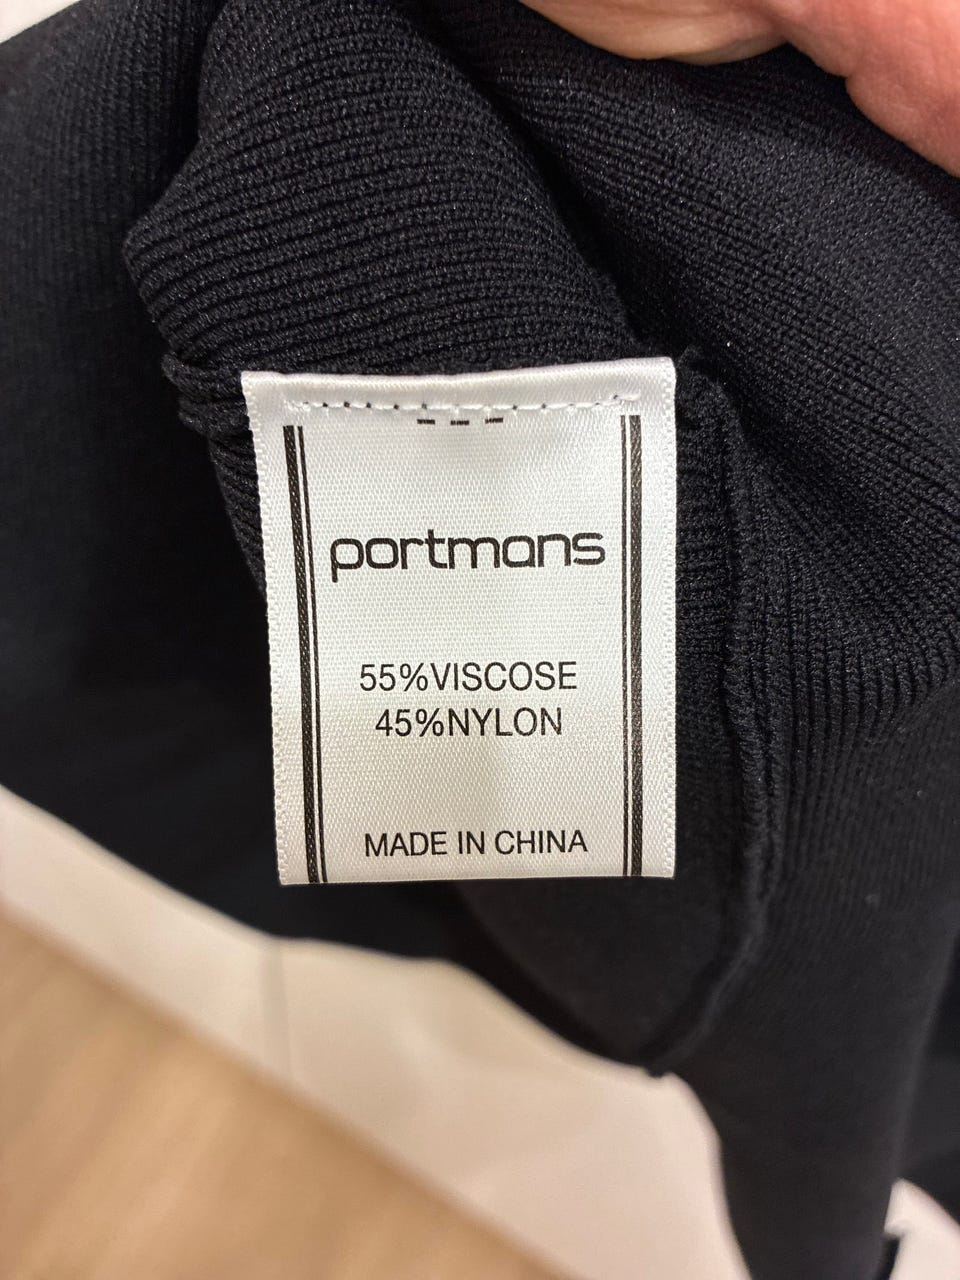 portmans
55%VISCOSE
45%NYLON
MADE IN CHINA